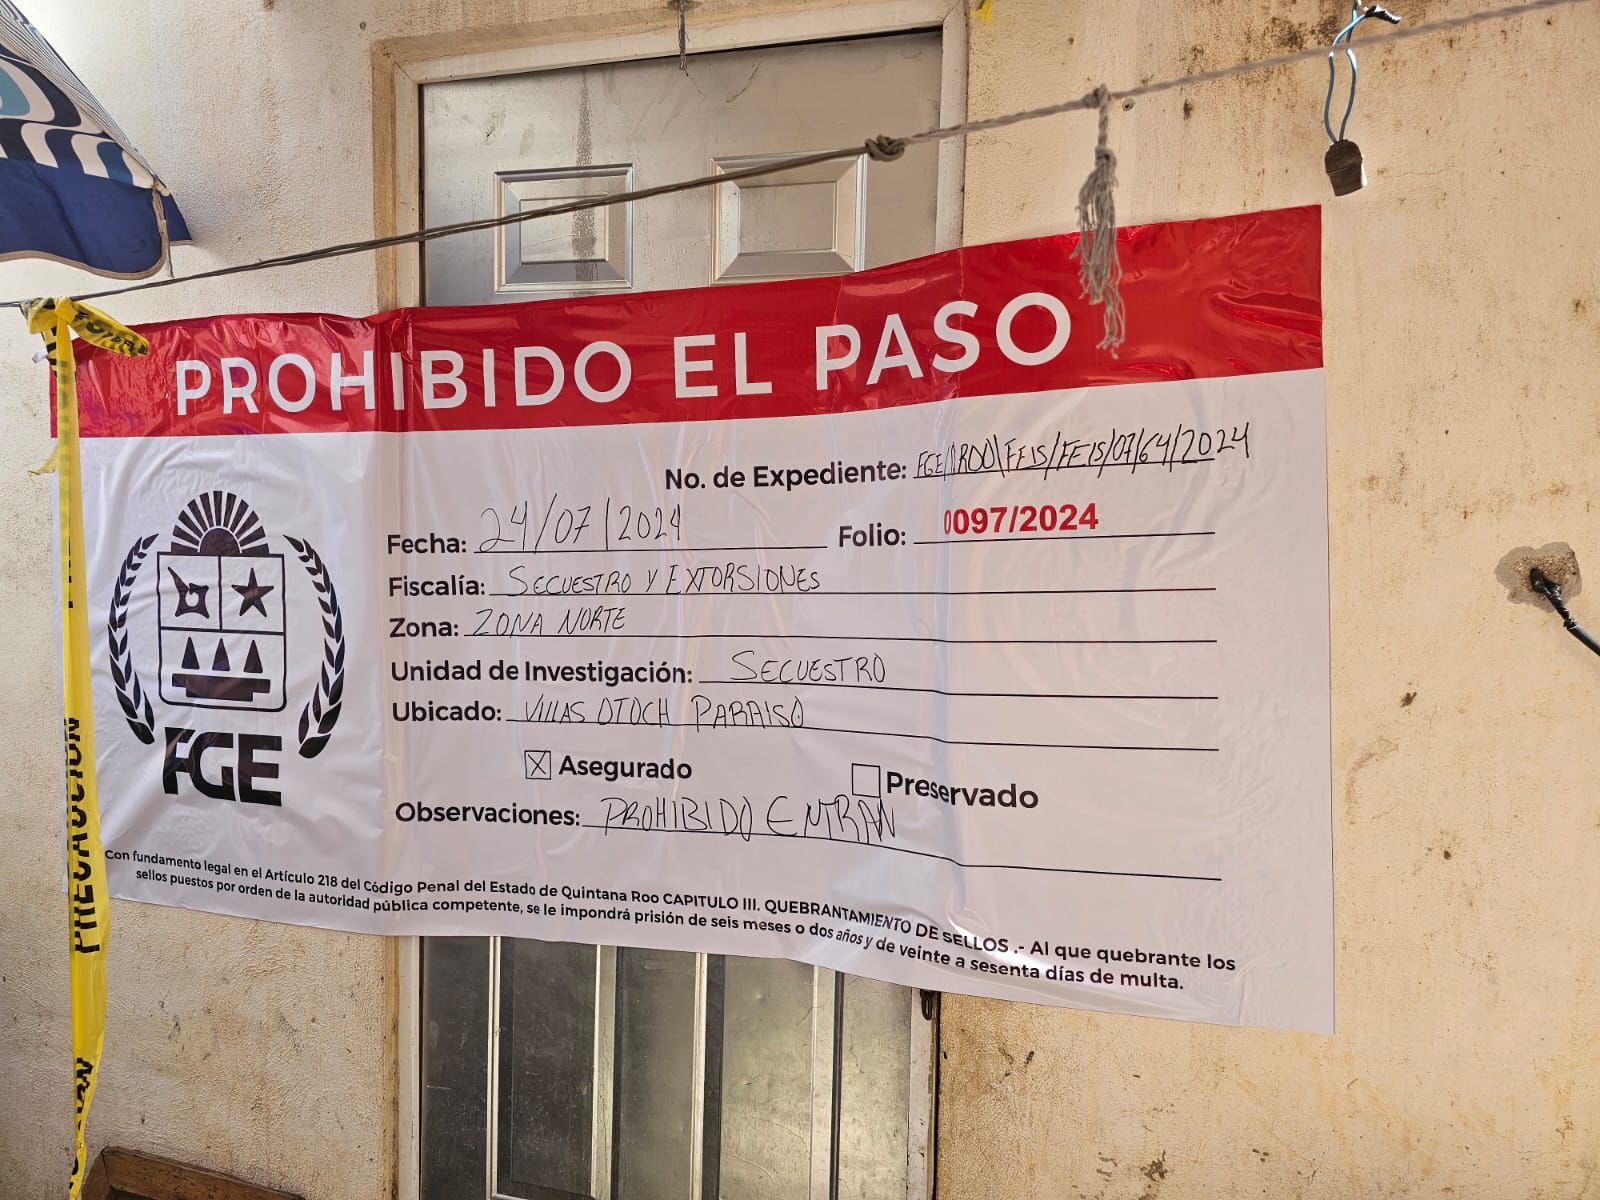 PROHIBIDO EL PASO
No. de Expediente: FGE/QROO/FEIS/FEIS/07/64/2024
Fecha: 24/07/2024 Folio: 0097/2024
Fiscalía: SECUESTRO Y EXTORSIONES
Zona: ZONA NORTE
Unidad de Investigación: SECUESTRO
Ubicado: VILLAS OTOCH PARAISO
FGE
☒ Asegurado ☐ Preservado
Observaciones: PROHIBIDO ENTRAR
Con fundamento legal en el Artículo 218 del Código Penal del Estado de Quintana Roo CAPITULO III. QUEBRANTAMIENTO DE SELLOS .- Al que quebrante los
sellos puestos por orden de la autoridad pública competente, se le impondrá prisión de seis meses o dos años y de veinte a sesenta días de multa.
PRECAUCIÓN